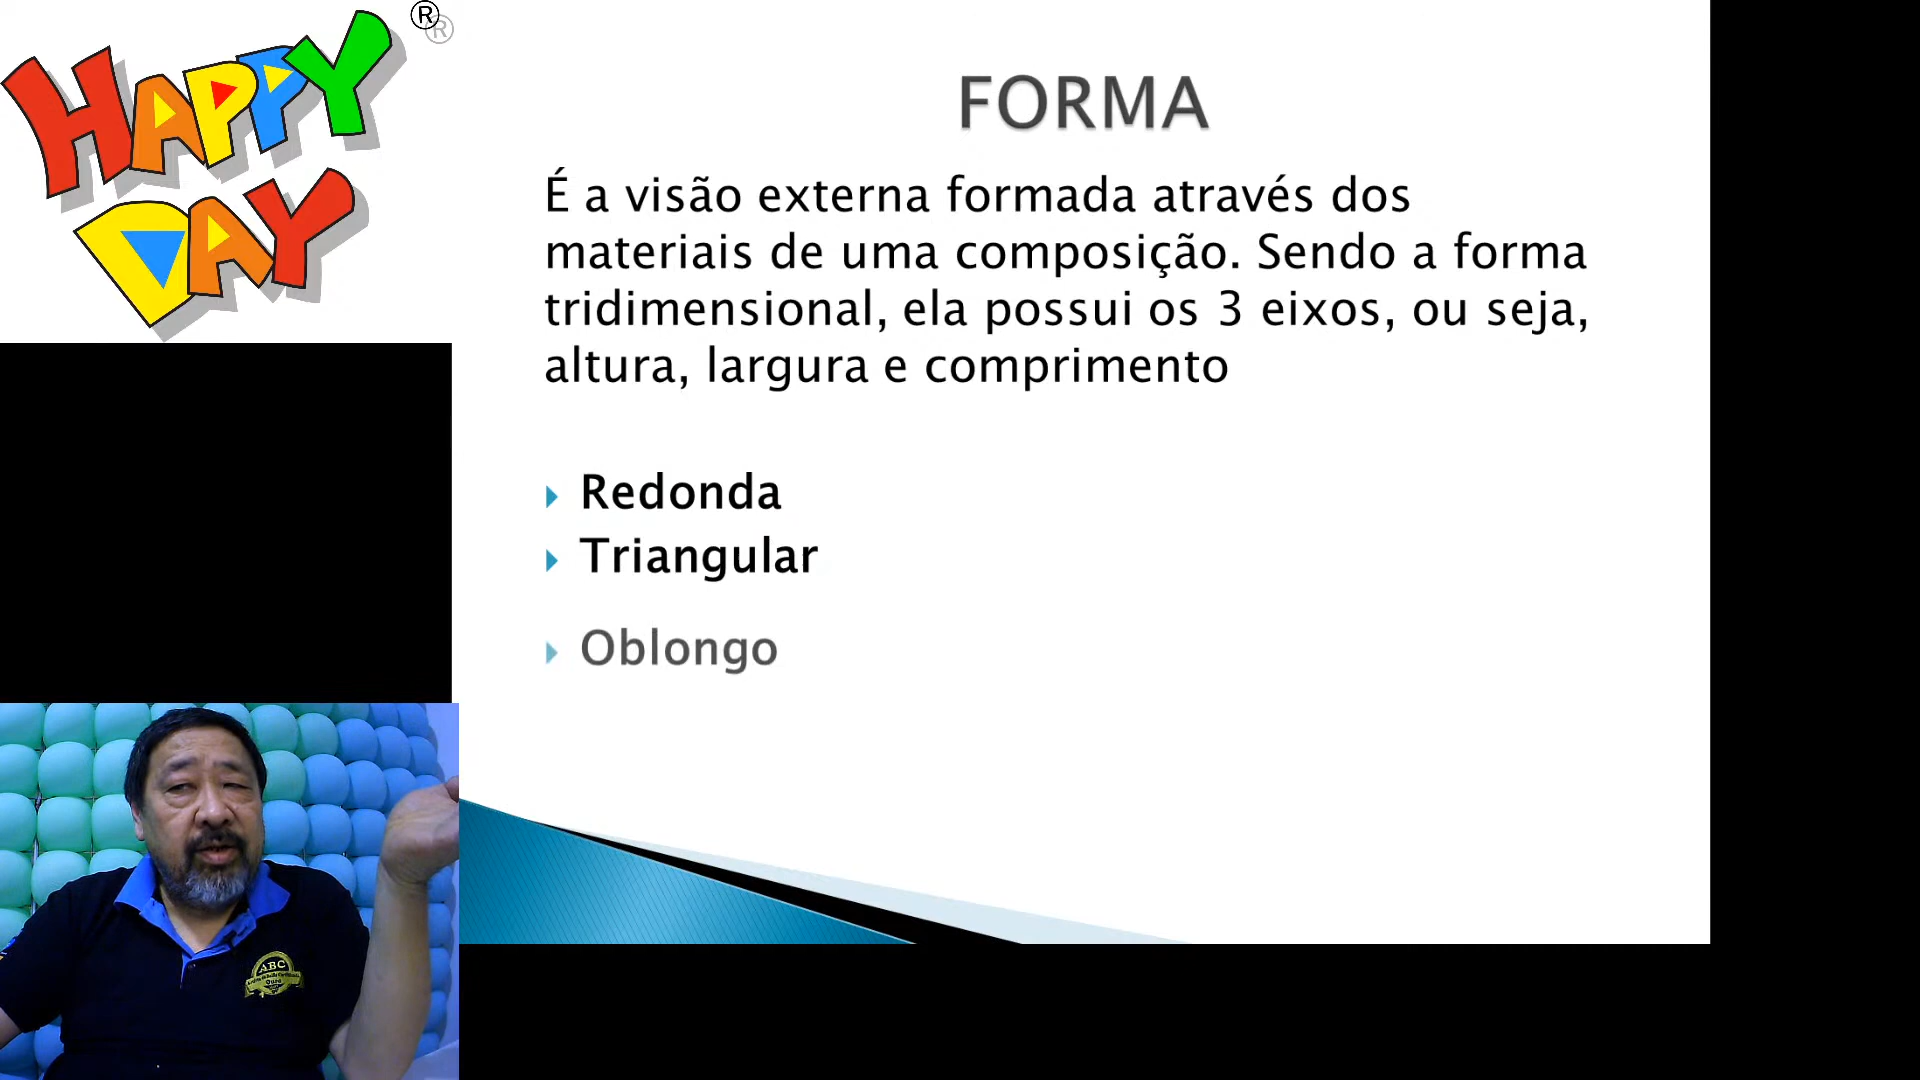 HAPPY
DAY
®
FORMA
É a visão externa formada através dos
materiais de uma composição. Sendo a forma
tridimensional, ela possui os 3 eixos, ou seja,
altura, largura e comprimento
Redonda
Triangular
Oblongo
ABC